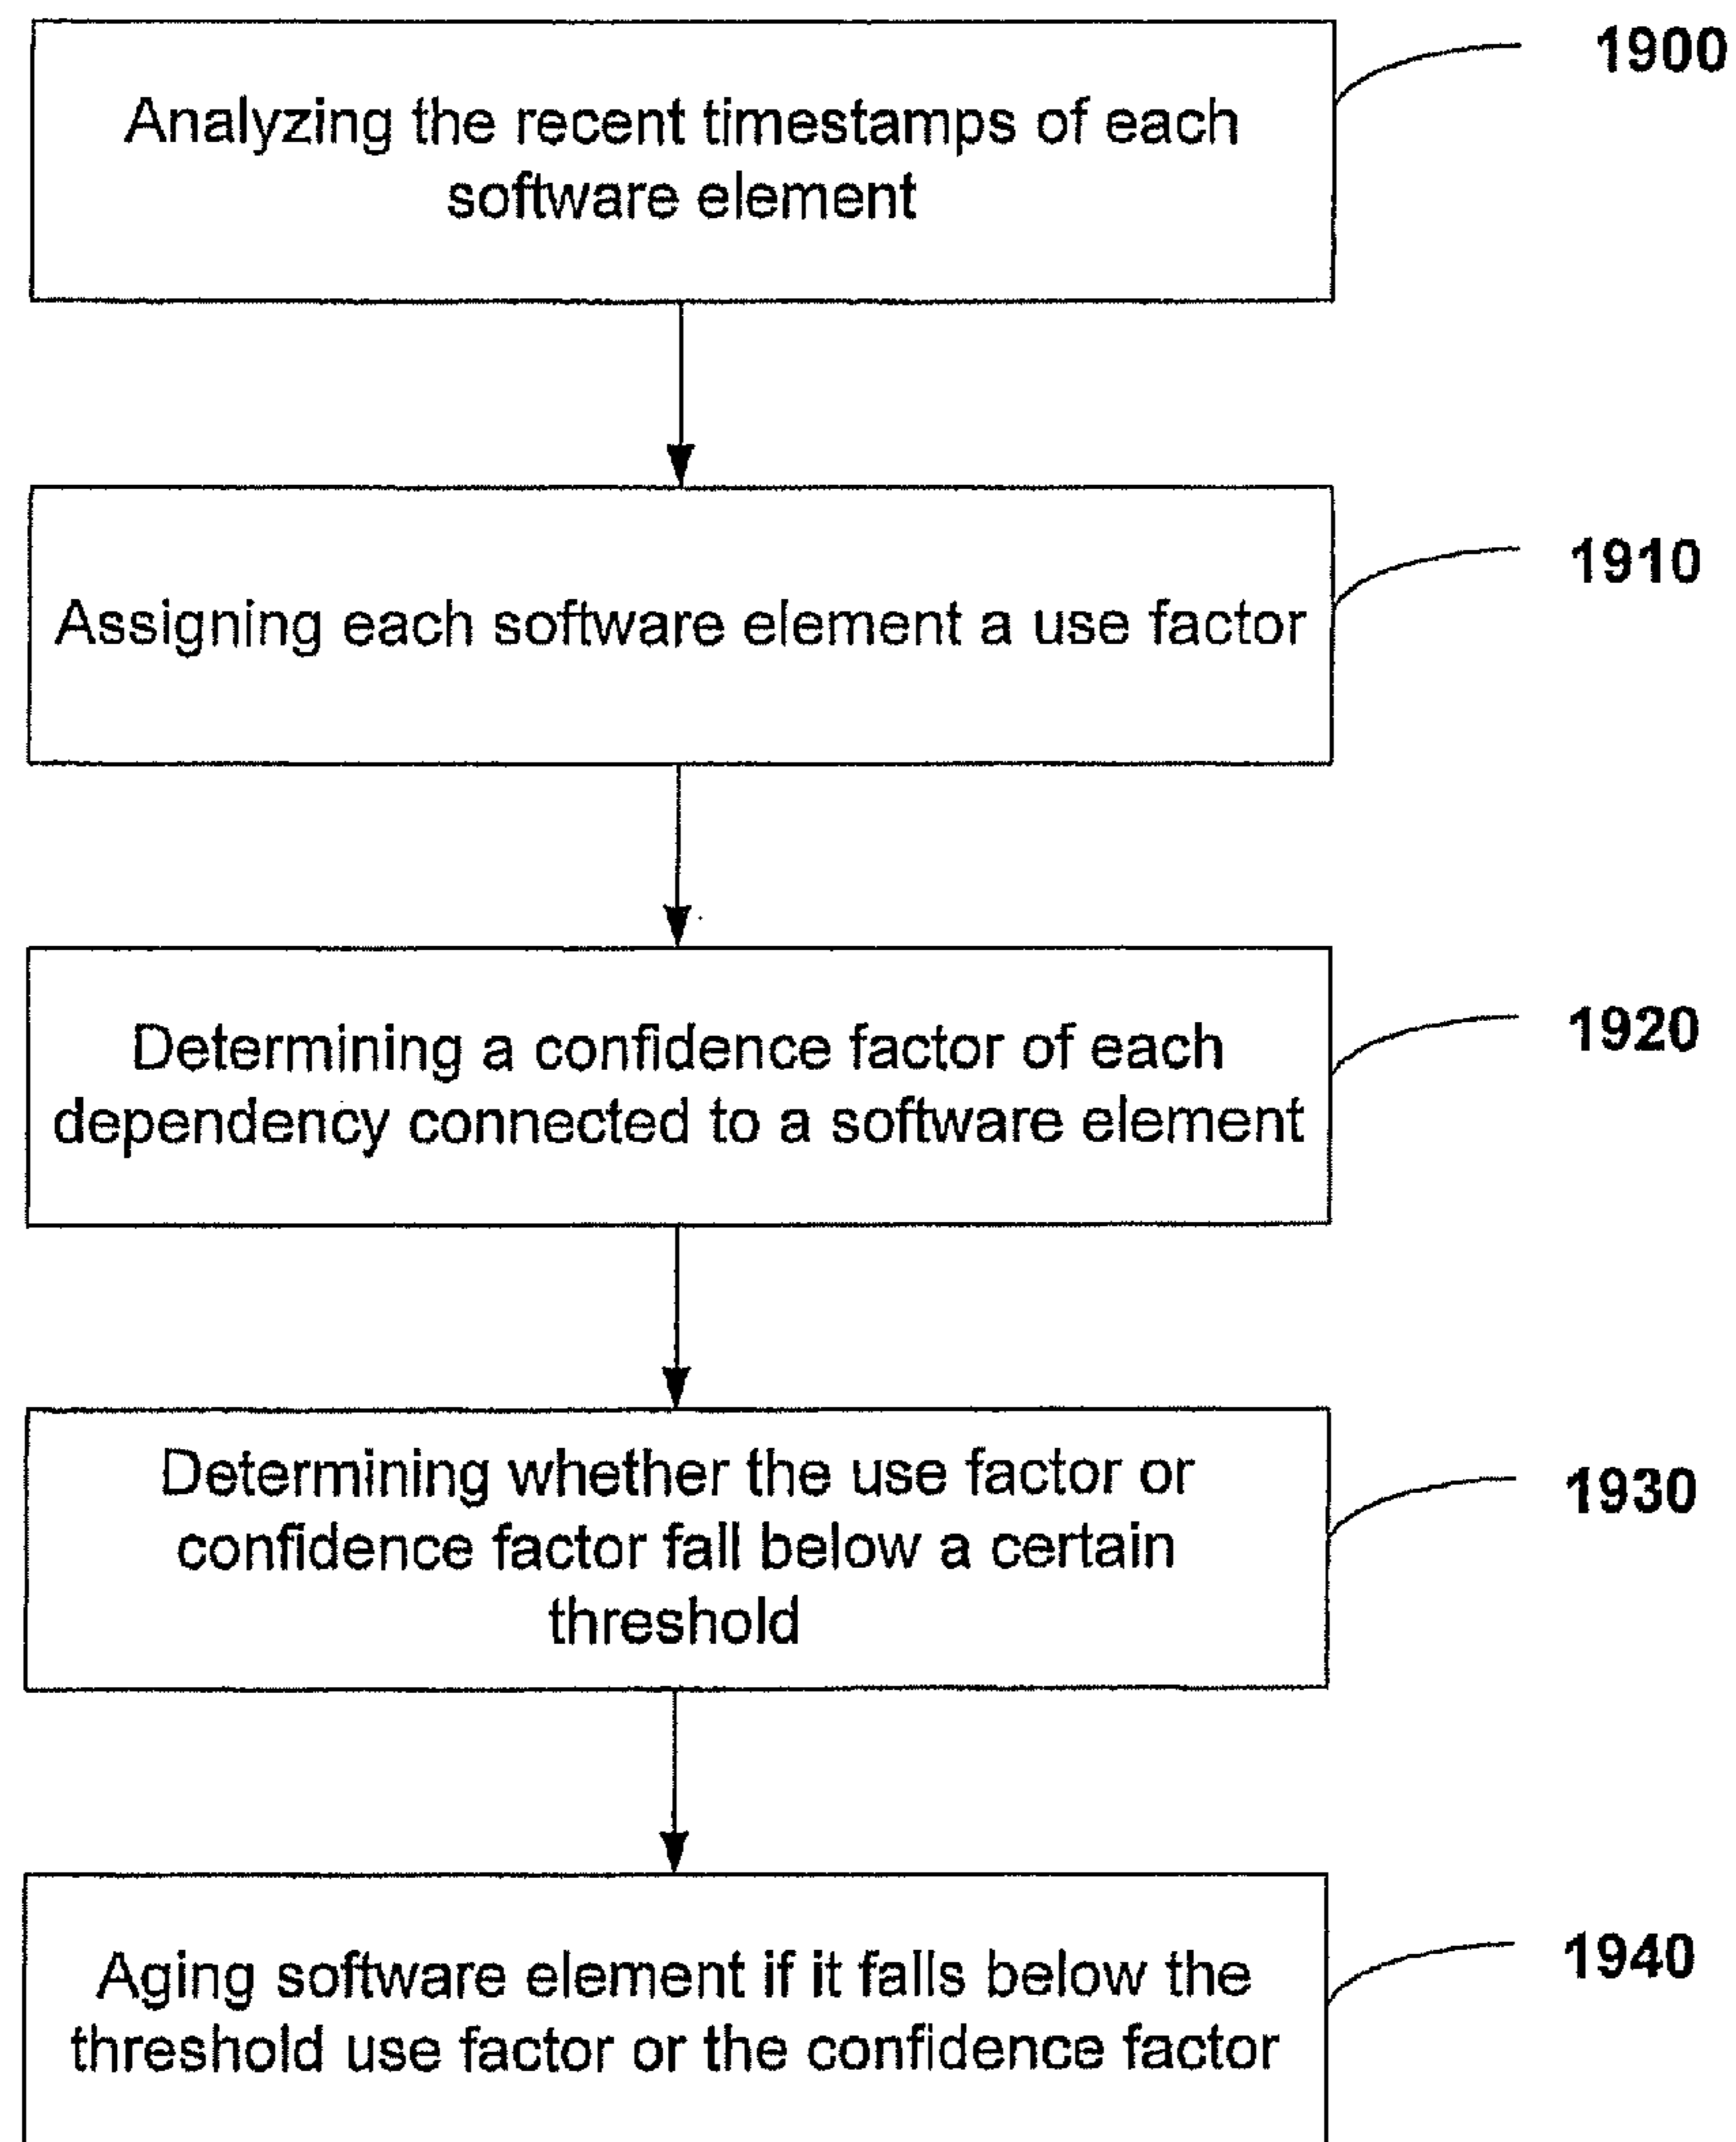 1900
Analyzing the recent timestamps of each
software element
1910
Assigning each software element a use factor
1920
Determining a confidence factor of each
dependency connected to a software element
1930
Determining whether the use factor or
confidence factor fall below a certain
threshold
1940
Aging software element if it falls below the
threshold use factor or the confidence factor